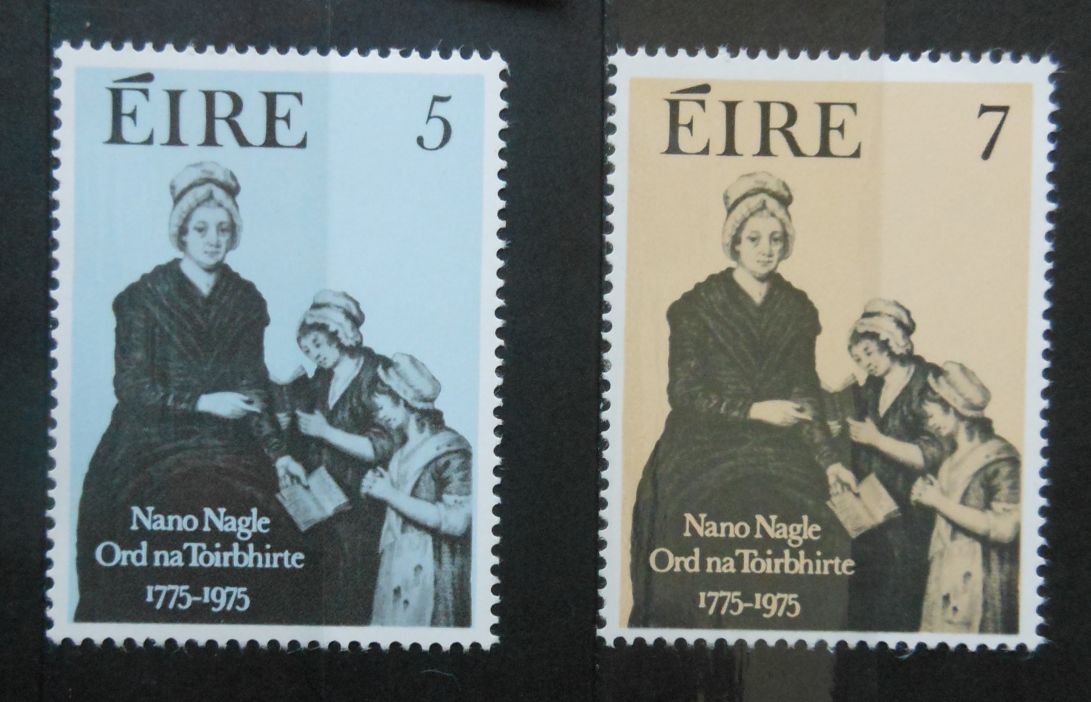 ÉIRE 5
Nano Nagle
Ord na Toirbhirte
1775-1975
ÉIRE 7
Nano Nagle
Ord na Toirbhirte
1775-1975